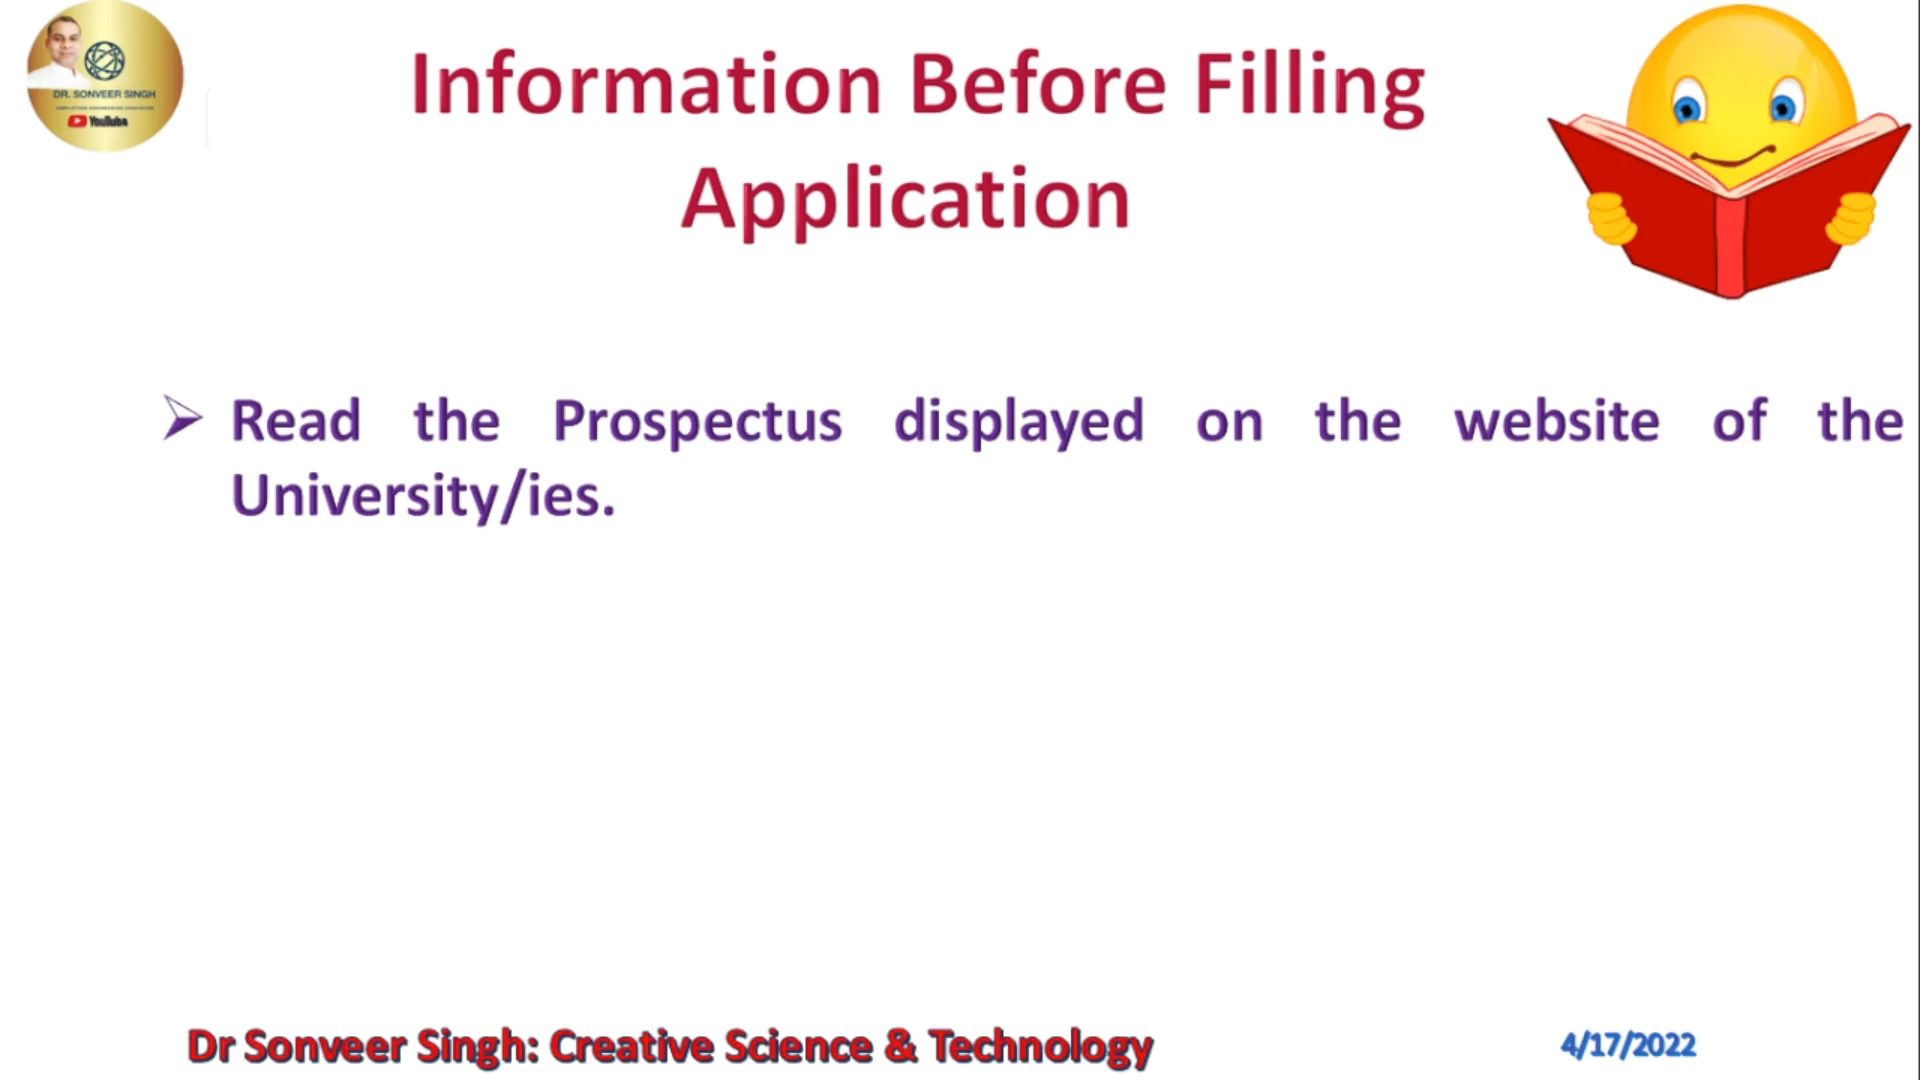 DR. SONVEER SINGH
YouTube
Information Before Filling
Application
Read the Prospectus displayed on the website of the
University/ies.
Dr Sonveer Singh: Creative Science & Technology
4/17/2022